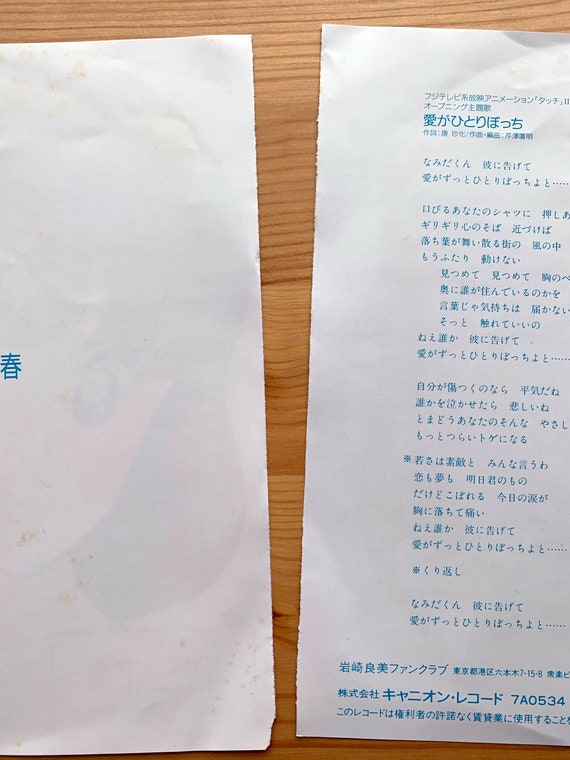 春
フジテレビ系放映アニメーション「タッチ」II
オープニング主題歌
愛がひとりぼっち
作詞:康 珍化/作曲・編曲:芹澤廣明
なみだくん 彼に告げて
愛がずっとひとりぼっちよと……
口びるあなたのシャツに 押しあ
ギリギリ心のそば 近づけば
落ち葉が舞い散る街の 風の中
もうふたり 動けない
見つめて 見つめて 胸のべ
奥に誰が住んでいるのかを
言葉じゃ気持ちは 届かない
そっと 触れていいの
ねえ誰か 彼に告げて
愛がずっとひとりぼっちよと……
自分が傷つくのなら 平気だね
誰かを泣かせたら 悲しいね
とまどうあなたのそんな やさし
もっとつらいトゲになる
※若さは素敵と みんな言うわ
恋も夢も 明日君のもの
だけどこぼれる 今日の涙が
胸に落ちて痛い
ねえ誰か 彼に告げて
愛がずっとひとりぼっちよと……
※くり返し
なみだくん 彼に告げて
愛がずっとひとりぼっちよと……
岩崎良美ファンクラブ 東京都港区六本木7-15-8 衆楽ビ
株式会社 キャニオン・レコード 7A0534
このレコードは権利者の許諾なく賃貸業に使用することを